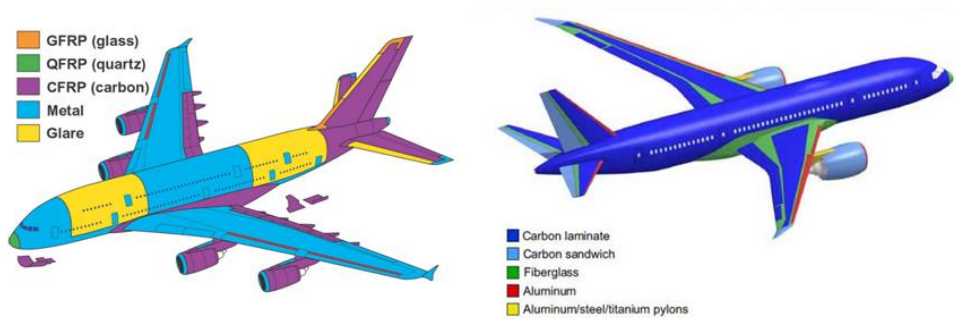 GFRP (glass)
QFRP (quartz)
CFRP (carbon)
Metal
Glare
Carbon laminate
Carbon sandwich
Fiberglass
Aluminum
Aluminum/steel/titanium pylons